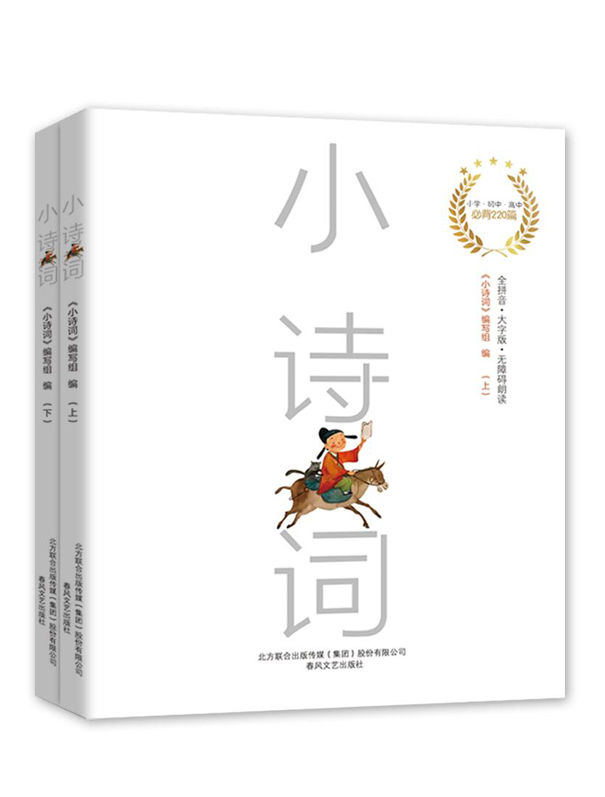 小诗词
小学·初中·高中
必背220篇
全拼音·大字版·无障碍朗读
《小诗词》编写组 编 （上）
北方联合出版传媒（集团）股份有限公司
春风文艺出版社
小诗词
《小诗词》编写组 编 （上）
北方联合出版传媒（集团）股份有限公司
春风文艺出版社
小诗词
《小诗词》编写组 编 （下）
北方联合出版传媒（集团）股份有限公司
春风文艺出版社